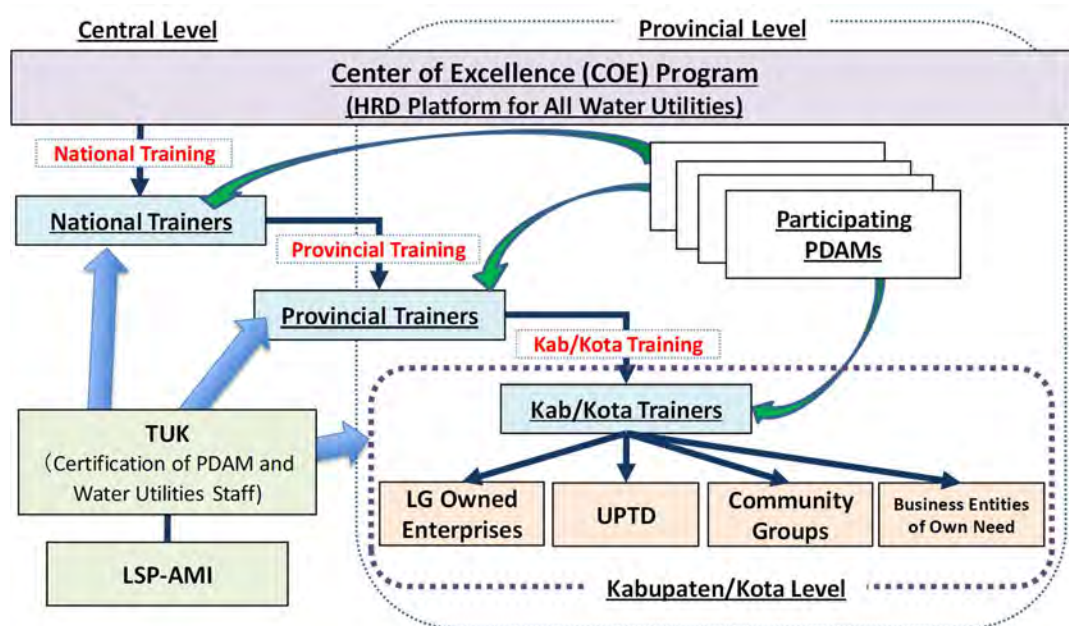 Central Level
Provincial Level
Center of Excellence (COE) Program
(HRD Platform for All Water Utilities)
National Training
National Trainers
Participating
PDAMs
Provincial Training
Provincial Trainers
Kab/Kota Training
Kab/Kota Trainers
TUK
（Certification of PDAM and
Water Utilities Staff)
LG Owned
Enterprises
UPTD
Community
Groups
Business Entities
of Own Need
LSP-AMI
Kabupaten/Kota Level